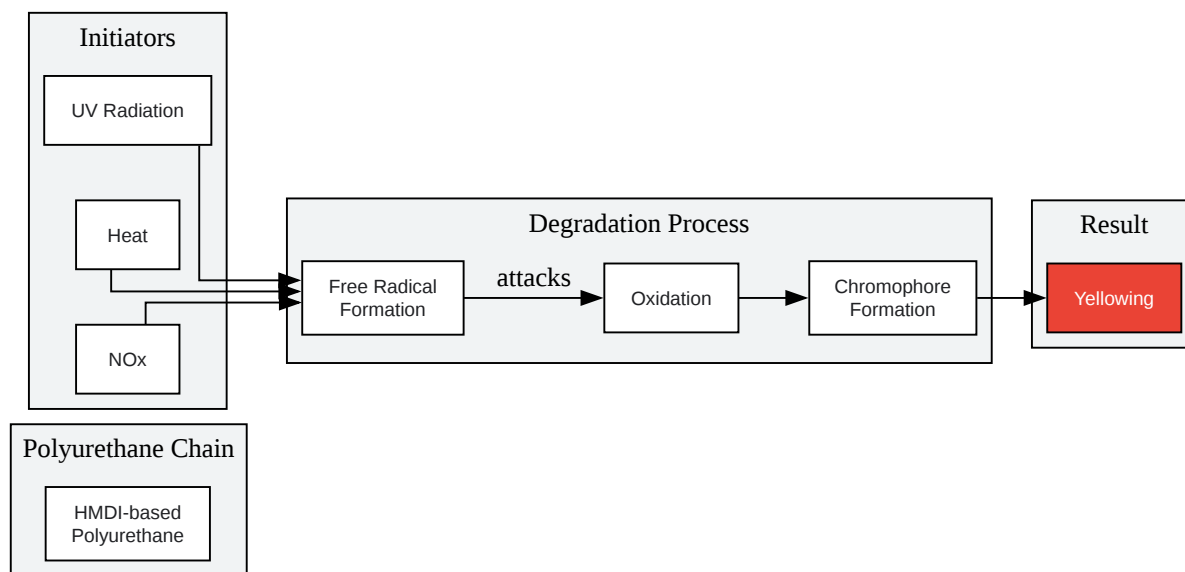 Initiators
UV Radiation
Heat
NOx
Degradation Process
Free Radical
Formation
attacks
Oxidation
Chromophore
Formation
Result
Yellowing
Polyurethane Chain
HMDI-based
Polyurethane